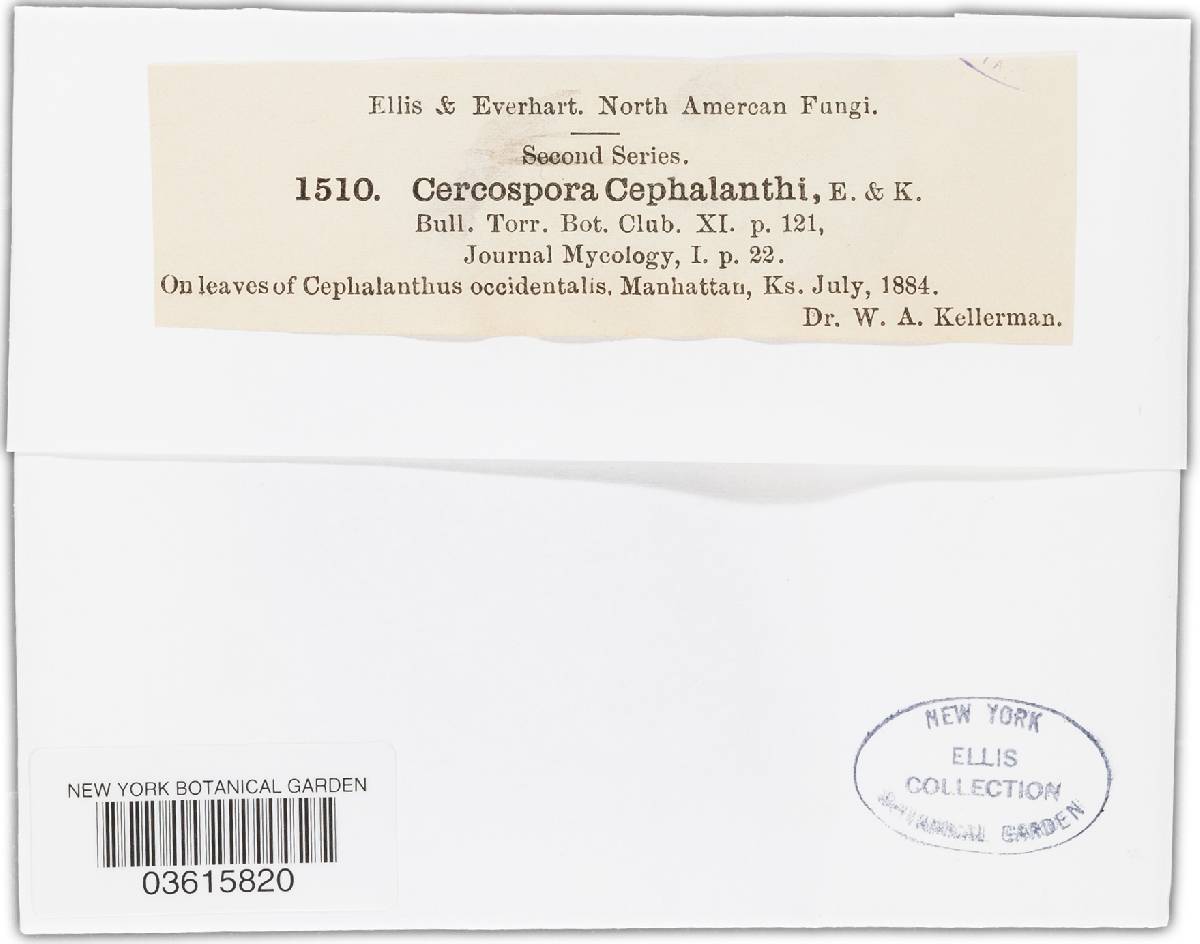 Ellis & Everhart. North Amercan Fungi.
Second Series.
1510. Cercospora Cephalanthi, E. & K.
Bull. Torr. Bot. Club. XI. p. 121,
Journal Mycology, I. p. 22.
On leaves of Cephalanthus occidentalis. Manhattan, Ks. July, 1884.
Dr. W. A. Kellerman.
NEW YORK
ELLIS
COLLECTION
BOTANICAL GARDEN
NEW YORK BOTANICAL GARDEN
03615820